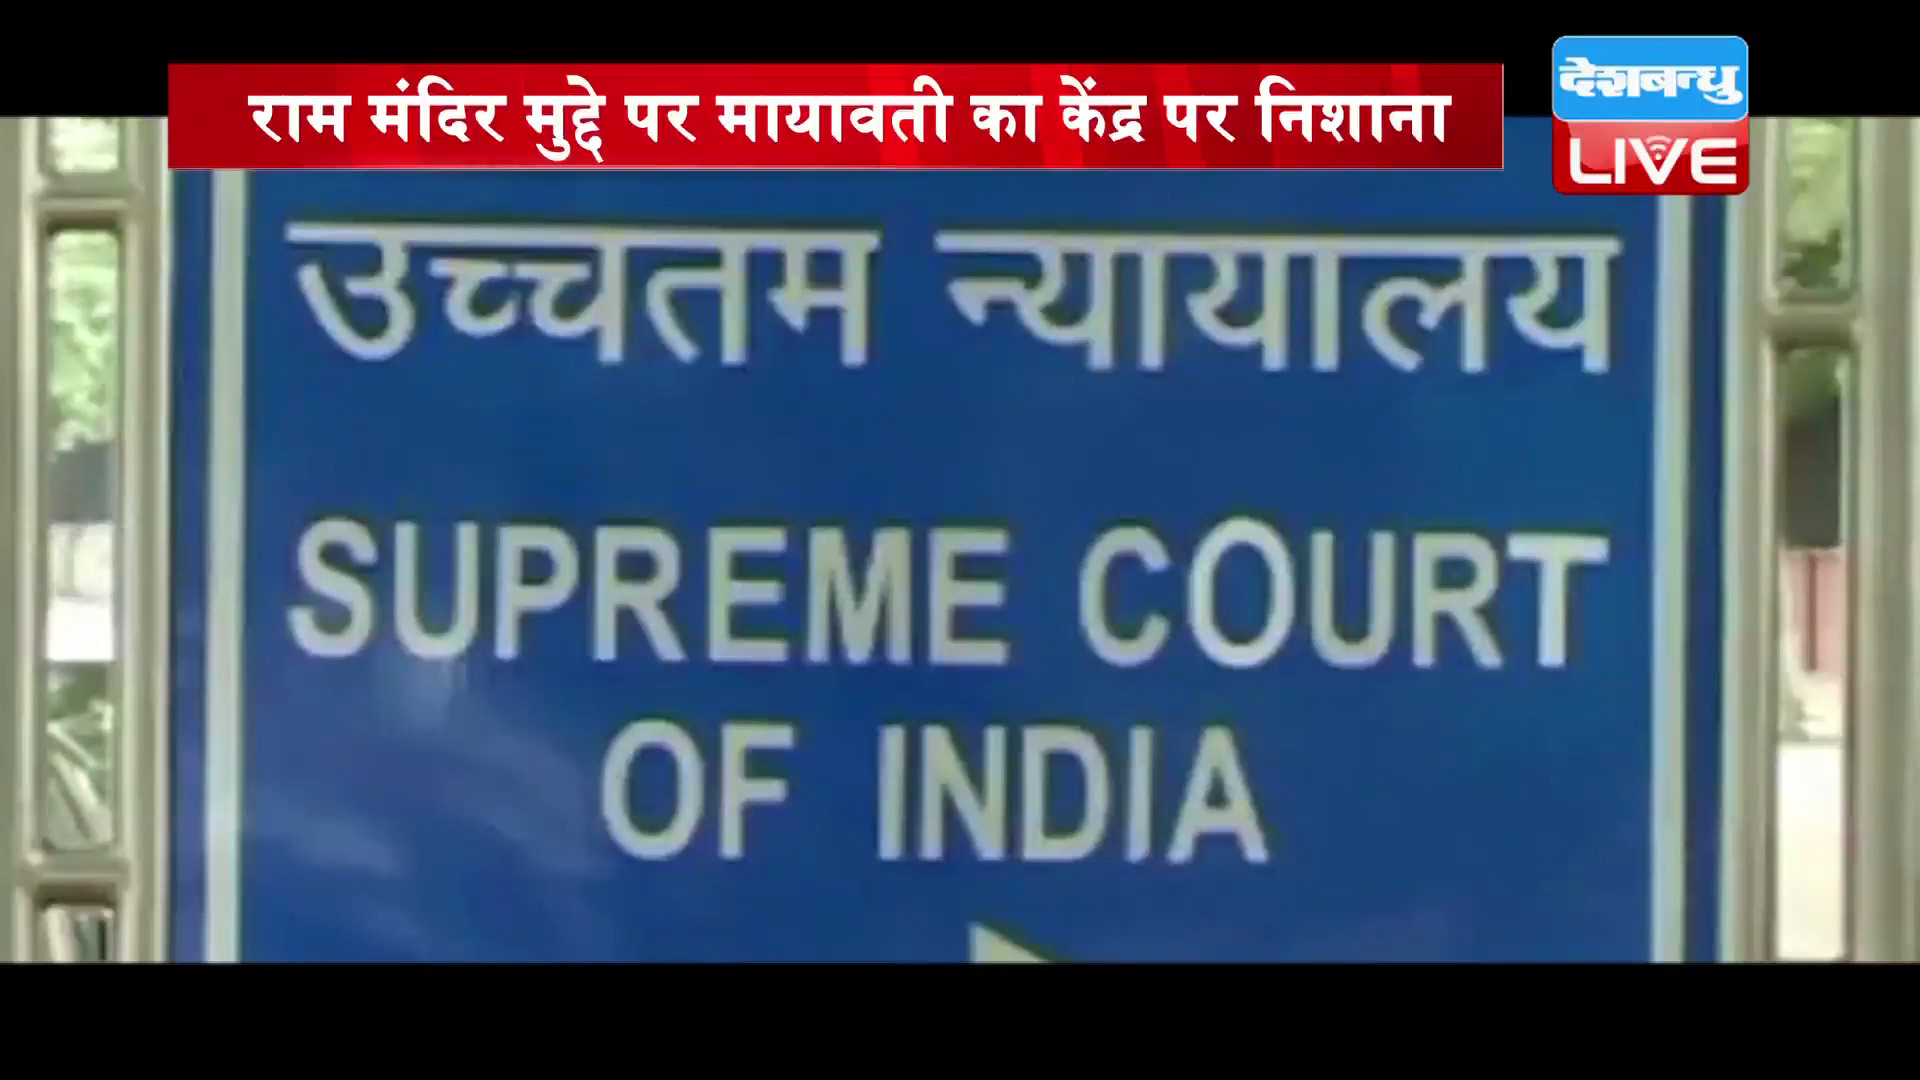 राम मंदिर मुद्दे पर मायावती का केंद्र पर निशाना
देशबन्धु
LIVE
उच्चतम न्यायालय
SUPREME COURT
OF INDIA